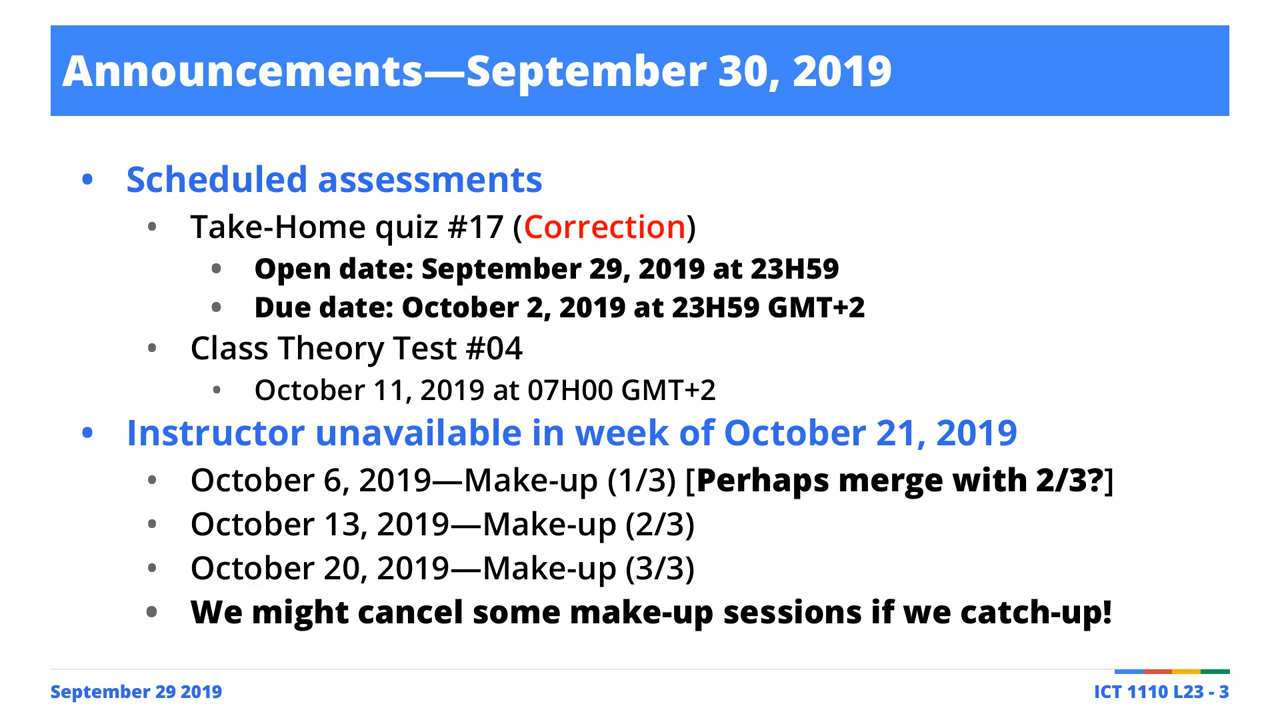 Announcements—September 30, 2019
• Scheduled assessments
• Take-Home quiz #17 (Correction)
• Open date: September 29, 2019 at 23H59
• Due date: October 2, 2019 at 23H59 GMT+2
• Class Theory Test #04
• October 11, 2019 at 07H00 GMT+2
• Instructor unavailable in week of October 21, 2019
• October 6, 2019—Make-up (1/3) [Perhaps merge with 2/3?]
• October 13, 2019—Make-up (2/3)
• October 20, 2019—Make-up (3/3)
• We might cancel some make-up sessions if we catch-up!
September 29 2019
ICT 1110 L23 - 3